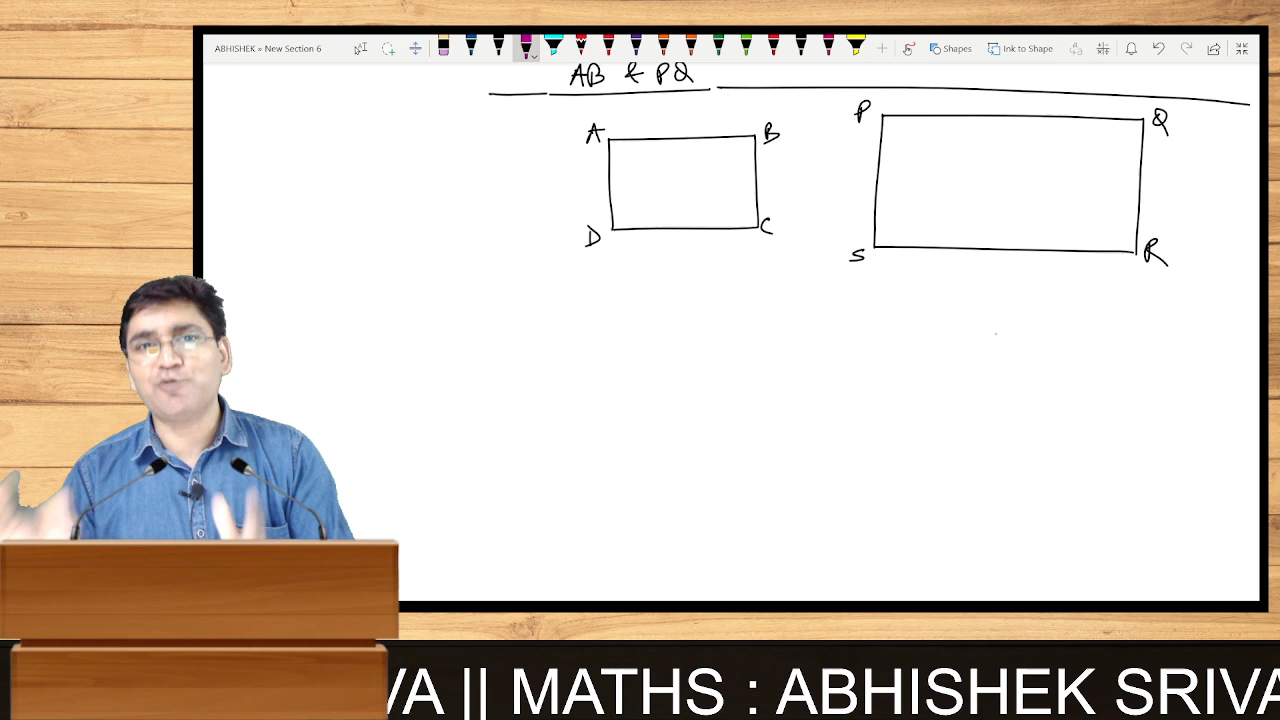 ABHISHEK » New Section 6
Shapes
Ink to Shape
AB & PQ
A
B
P
Q
D
C
S
R
VA || MATHS : ABHISHEK SRIVA